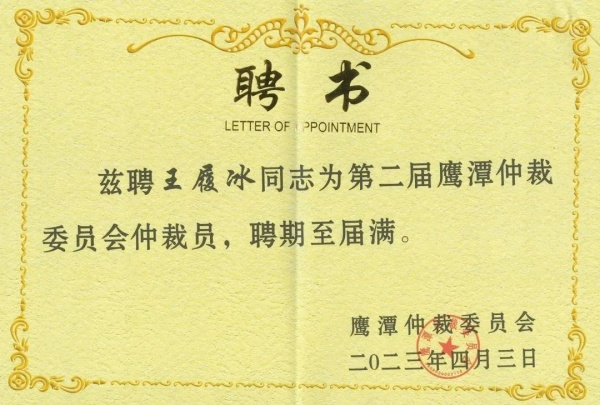 聘书
LETTER OF APPOINTMENT
兹聘王履冰同志为第二届鹰潭仲裁
委员会仲裁员，聘期至届满。
鹰潭仲裁委员会
二〇二三年四月三日